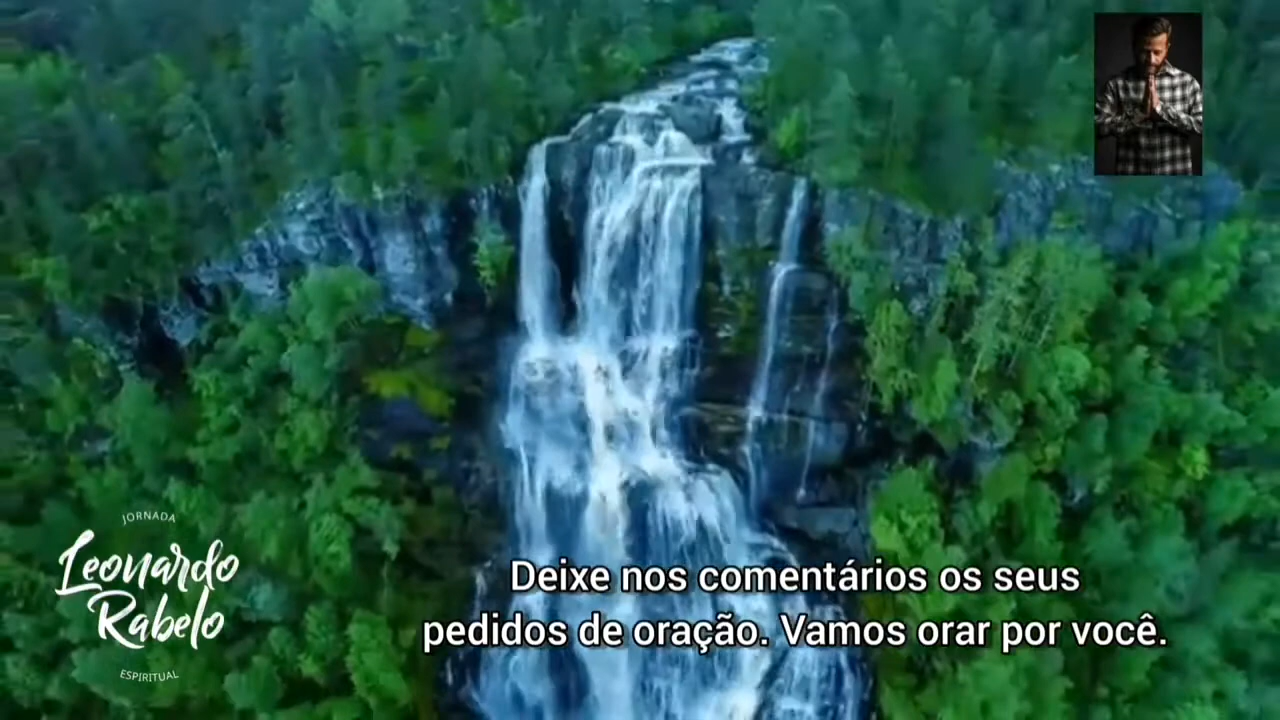 JORNADA
Leonardo
Rabelo
ESPIRITUAL
Deixe nos comentários os seus
pedidos de oração. Vamos orar por você.